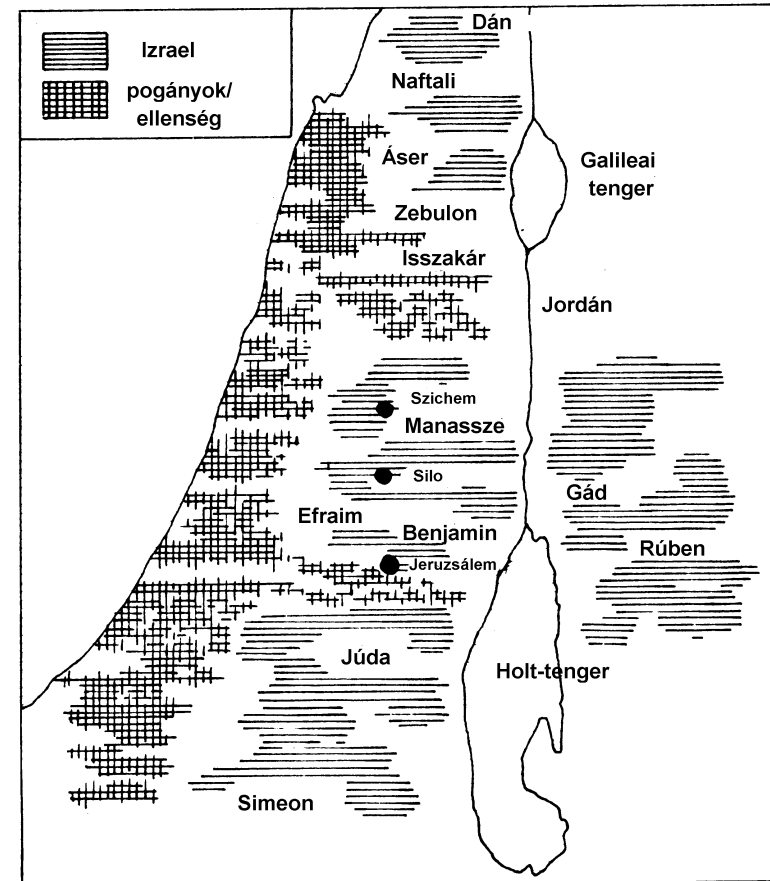 Izrael
pogányok/
ellenség
Dán
Naftali
Áser
Galileai
tenger
Zebulon
Isszakár
Jordán
Szichem
Manassze
Silo
Gád
Efraim
Benjamin
Rúben
Jeruzsálem
Júda
Holt-tenger
Simeon